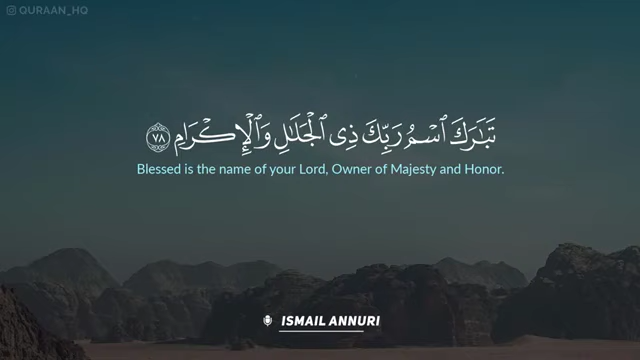 QURAAN_HQ
تَبَٰرَكَ ٱسْمُ رَبِّكَ ذِى ٱلْجَلَٰلِ وَٱلْإِكْرَامِ ٧٨
Blessed is the name of your Lord, Owner of Majesty and Honor.
ISMAIL ANNURI